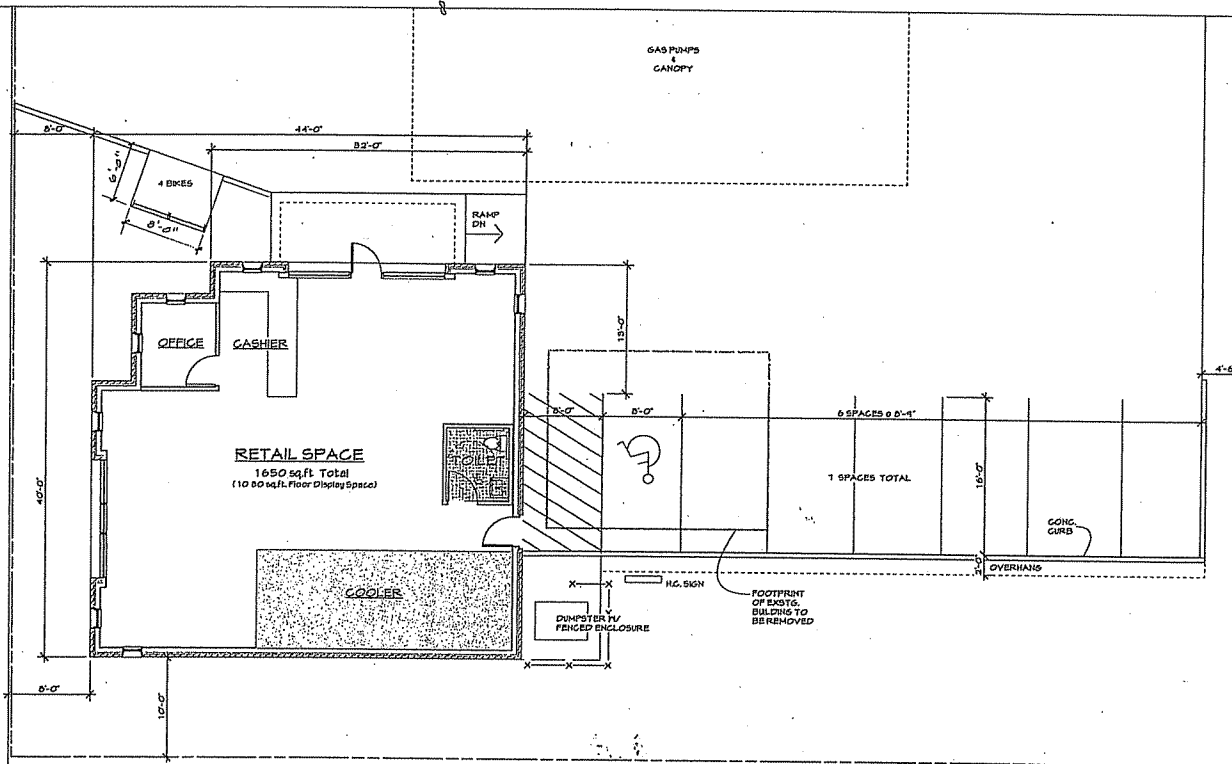 GAS PUMPS
&
CANOPY
8'-0"
44'-0"
32'-0"
6'-0"
4 BIKES
8'-0"
RAMP
DN
OFFICE
CASHIER
13'-0"
4'-6
8'-0"
8'-0"
6 SPACES @ 8'-9"
40'-0"
RETAIL SPACE
1650 sq.ft. Total
(1080 sq.ft. Floor Display Space)
TOILET
7 SPACES TOTAL
16'-0"
CONC.
CURB
2'-0"
OVERHANG
COOLER
H.C. SIGN
DUMPSTER W/
FENCED ENCLOSURE
FOOTPRINT
OF EXSTG.
BUILDING TO
BE REMOVED
8'-0"
10'-0"